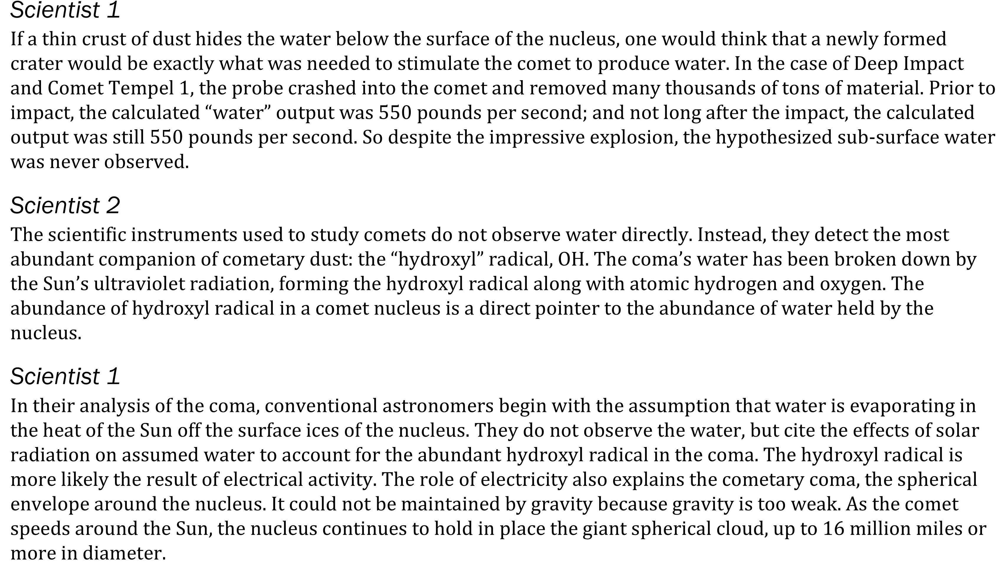 Scientist 1
If a thin crust of dust hides the water below the surface of the nucleus, one would think that a newly formed
crater would be exactly what was needed to stimulate the comet to produce water. In the case of Deep Impact
and Comet Tempel 1, the probe crashed into the comet and removed many thousands of tons of material. Prior to
impact, the calculated “water” output was 550 pounds per second; and not long after the impact, the calculated
output was still 550 pounds per second. So despite the impressive explosion, the hypothesized sub-surface water
was never observed.
Scientist 2
The scientific instruments used to study comets do not observe water directly. Instead, they detect the most
abundant companion of cometary dust: the “hydroxyl” radical, OH. The coma’s water has been broken down by
the Sun’s ultraviolet radiation, forming the hydroxyl radical along with atomic hydrogen and oxygen. The
abundance of hydroxyl radical in a comet nucleus is a direct pointer to the abundance of water held by the
nucleus.
Scientist 1
In their analysis of the coma, conventional astronomers begin with the assumption that water is evaporating in
the heat of the Sun off the surface ices of the nucleus. They do not observe the water, but cite the effects of solar
radiation on assumed water to account for the abundant hydroxyl radical in the coma. The hydroxyl radical is
more likely the result of electrical activity. The role of electricity also explains the cometary coma, the spherical
envelope around the nucleus. It could not be maintained by gravity because gravity is too weak. As the comet
speeds around the Sun, the nucleus continues to hold in place the giant spherical cloud, up to 16 million miles or
more in diameter.